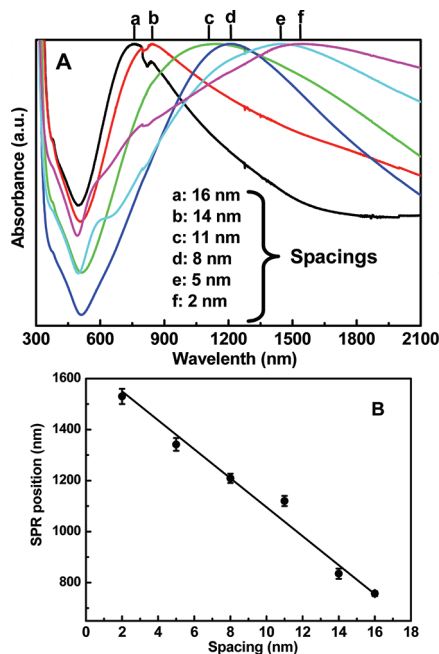 a b c d e f
A
Absorbance (a.u.)
a: 16 nm
b: 14 nm
c: 11 nm
d: 8 nm
e: 5 nm
f: 2 nm
Spacings
300 600 900 1200 1500 1800 2100
Wavelenth (nm)
B
SPR position (nm)
1600
1400
1200
1000
800
0 2 4 6 8 10 12 14 16 18
Spacing (nm)